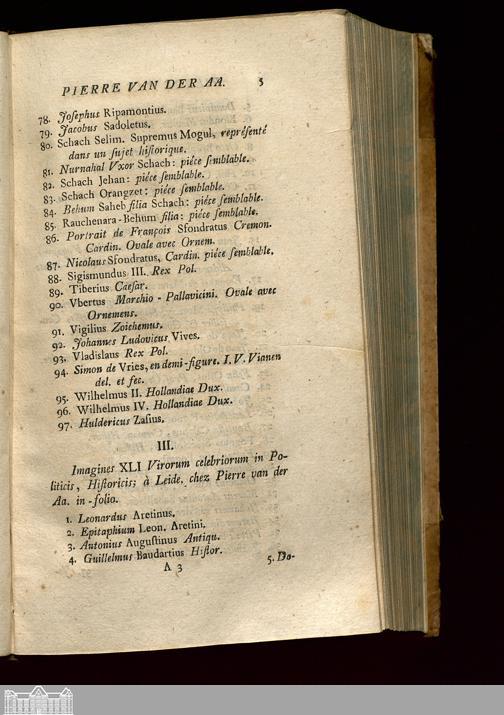 PIERRE VAN DER AA. 5
78. Joſephus Ripamontius.
79. Jacobus Sadoletus.
80. Schach Selim. Supremus Mogul, repréſenté
dans un ſujet hiſtorique.
81. Nurnahal Vxor Schach: piéce ſemblable.
82. Schach Jehan: piéce ſemblable.
83. Schach Orangzet: piéce ſemblable.
84. Behum Saheb filia Schach: piéce ſemblable.
85. Rauchenara-Behum filia: piéce ſemblable.
86. Portrait de François Sfondratus Cremon.
Cardin. Ovale avec Ornem.
87. Nicolaus Sfondratus, Cardin. piéce ſemblable.
88. Sigismundus III. Rex Pol.
89. Tiberius Caeſar.
90. Vbertus Marchio - Pallavicini. Ovale avec
Ornemens.
91. Vigilius Zoichemus.
92. Johannes Ludovicus Vives.
93. Vladislaus Rex Pol.
94. Simon de Vries, en demi-figure. I. V. Vianen
del. et fec.
95. Wilhelmus II. Hollandiae Dux.
96. Wilhelmus IV. Hollandiae Dux.
97. Huldericus Zaſius.
III.
Imagines XLI Virorum celebriorum in Po-
liticis, Hiſtoricis; à Leide, chez Pierre van der
Aa. in-folio.
1. Leonardus Aretinus.
2. Epitaphium Leon. Aretini.
3. Antonius Auguſtinus Antiqu.
4. Guillelmus Baudartius Hiſtor.
A 3 5. Do-